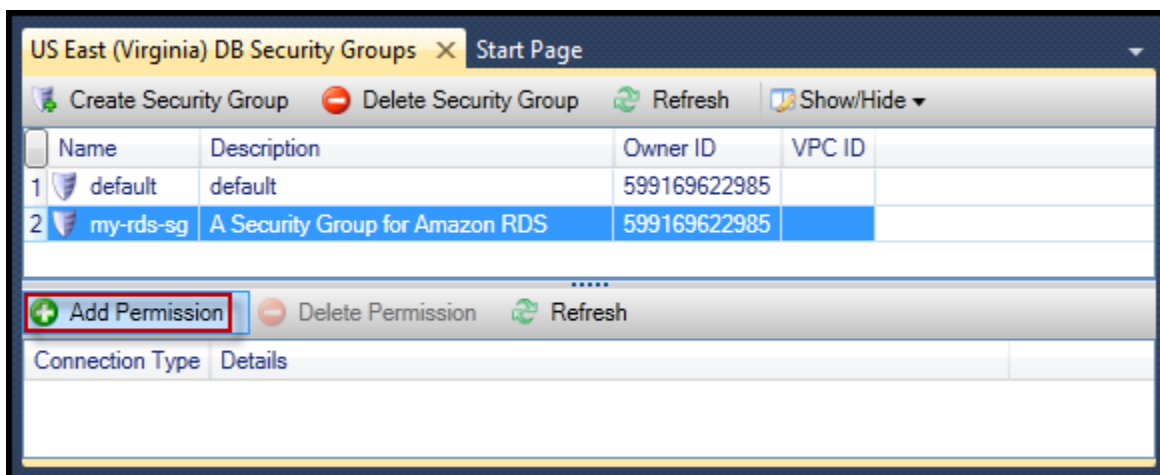 US East (Virginia) DB Security Groups Start Page
Create Security Group Delete Security Group Refresh Show/Hide
Name Description Owner ID VPC ID
1 default default 599169622985
2 my-rds-sg A Security Group for Amazon RDS 599169622985
Add Permission Delete Permission Refresh
Connection Type Details